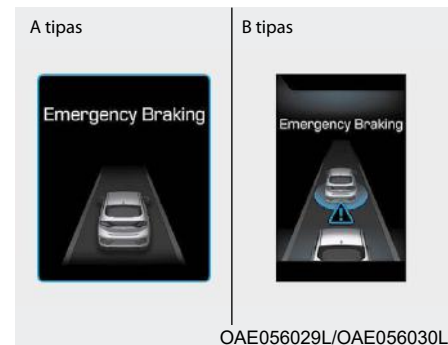 A tipas
B tipas
Emergency Braking
Emergency Braking
OAE056029L/OAE056030L